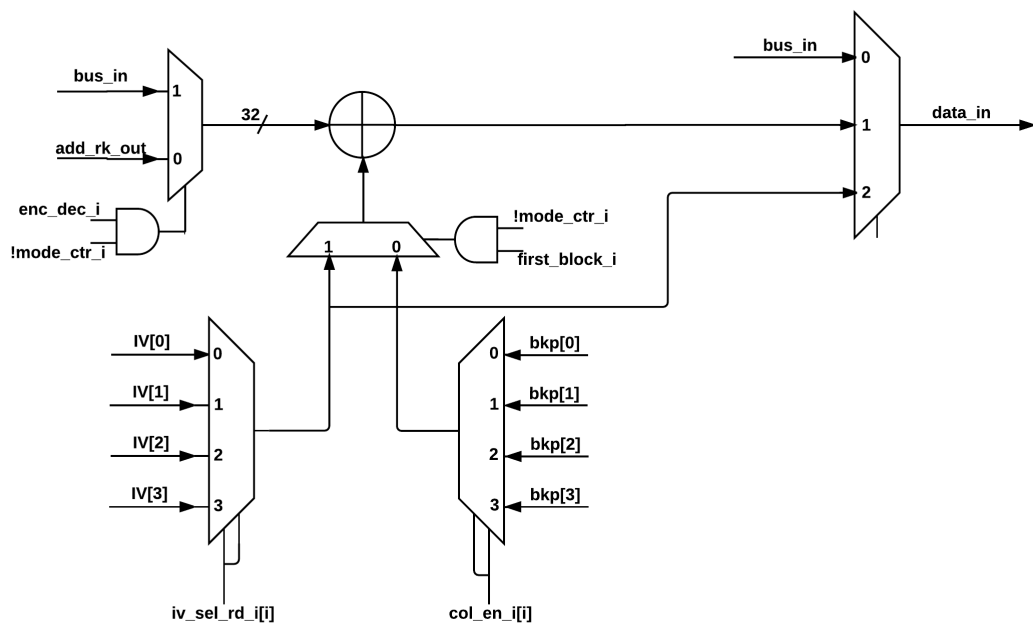 bus_in
0
bus_in
1
32
1
data_in
add_rk_out
0
2
enc_dec_i
!mode_ctr_i
!mode_ctr_i
first_block_i
1
0
IV[0]
0
0
bkp[0]
IV[1]
1
1
bkp[1]
IV[2]
2
2
bkp[2]
IV[3]
3
3
bkp[3]
iv_sel_rd_i[i]
col_en_i[i]